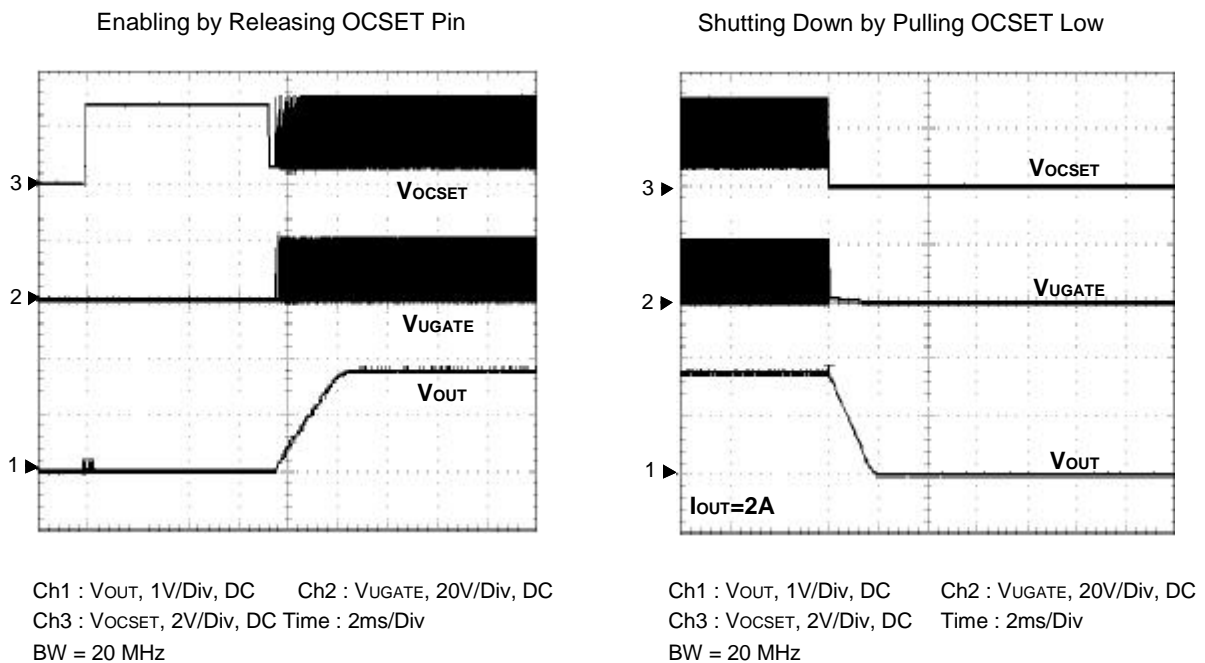 Enabling by Releasing OCSET Pin
3
VOCSET
2
VUGATE
VOUT
1
Ch1 : VOUT, 1V/Div, DC Ch2 : VUGATE, 20V/Div, DC
Ch3 : VOCSET, 2V/Div, DC Time : 2ms/Div
BW = 20 MHz
Shutting Down by Pulling OCSET Low
VOCSET
3
VUGATE
2
VOUT
1
IOUT=2A
Ch1 : VOUT, 1V/Div, DC Ch2 : VUGATE, 20V/Div, DC
Ch3 : VOCSET, 2V/Div, DC Time : 2ms/Div
BW = 20 MHz